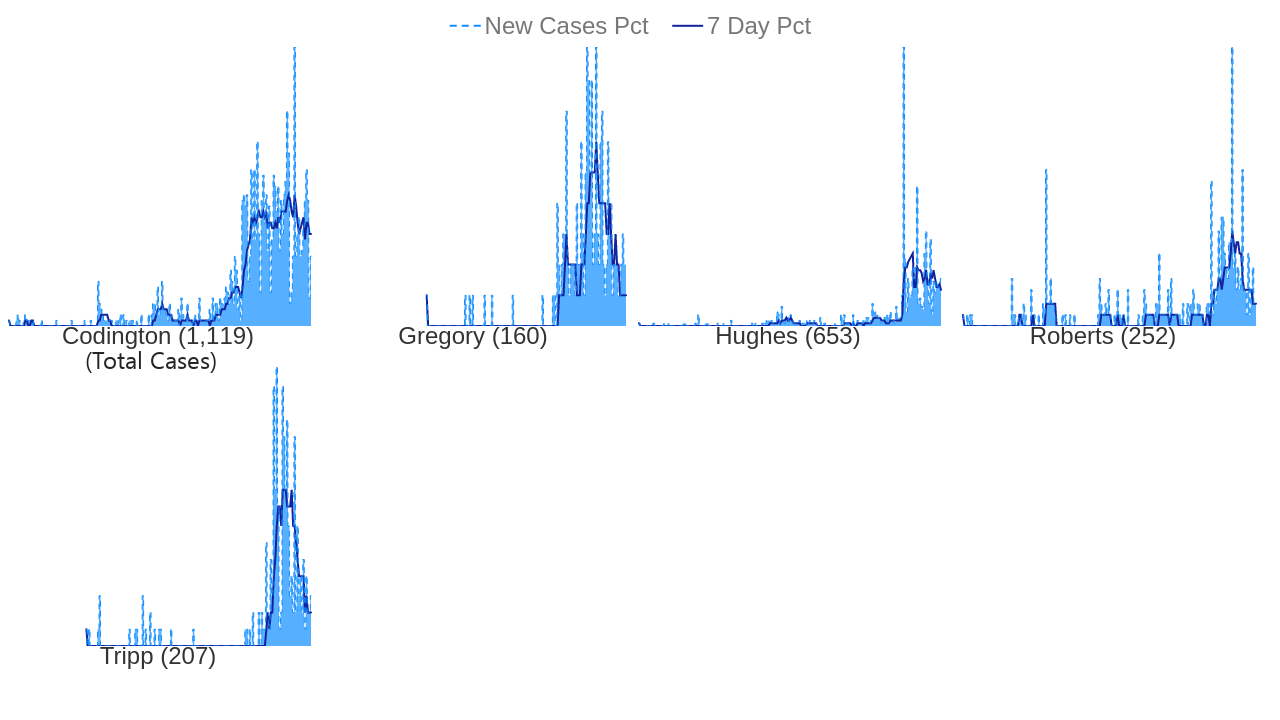 New Cases Pct 7 Day Pct
Codington (1,119) Gregory (160) Hughes (653) Roberts (252)
(Total Cases)
Tripp (207)